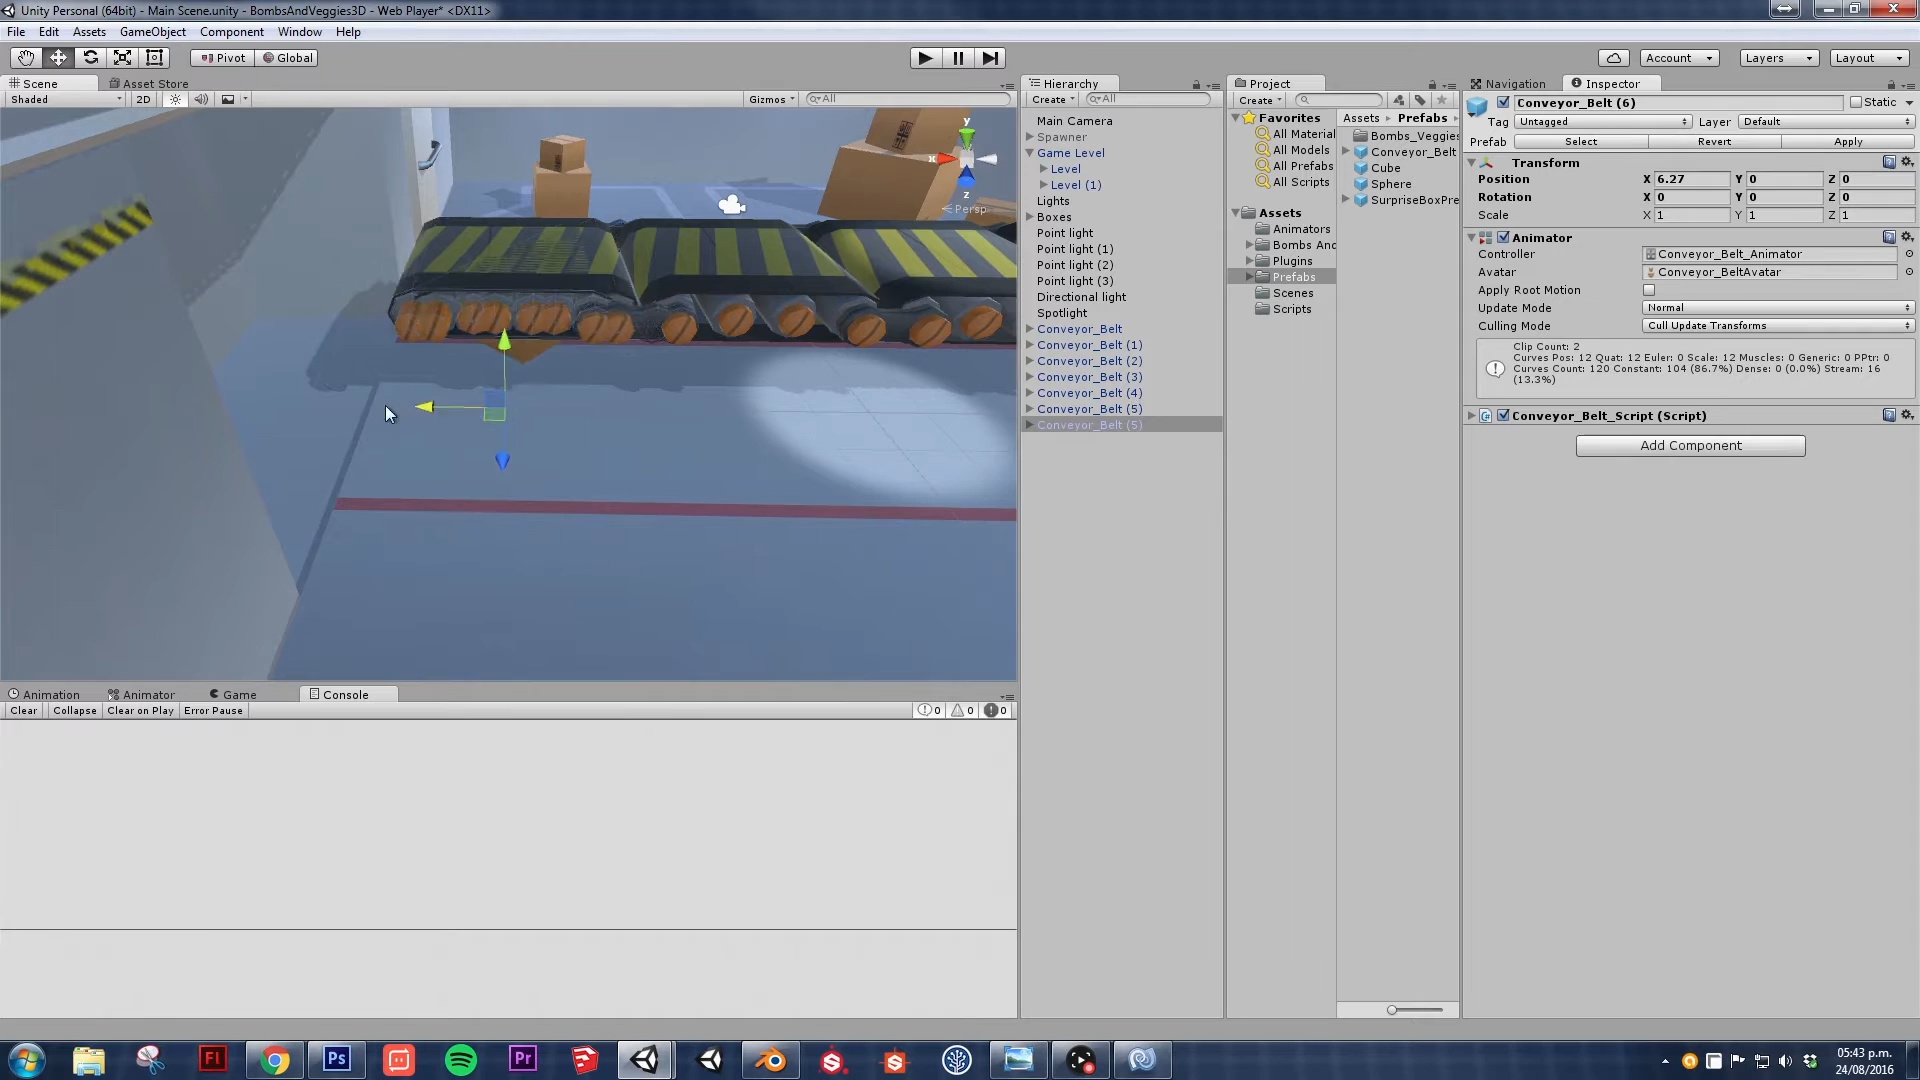 Unity Personal (64bit) - Main Scene.unity - BombsAndVeggies3D - Web Player* <DX11>
File Edit Assets GameObject Component Window Help
Pivot Global Account Layers Layout
Scene Asset Store
Shaded 2D Gizmos All
y
x
z
Persp
Animation Animator Game Console
Clear Collapse Clear on Play Error Pause 0 0 0
Hierarchy
Create All
Main Camera
Spawner
Game Level
Level
Level (1)
Lights
Boxes
Point light
Point light (1)
Point light (2)
Point light (3)
Directional light
Spotlight
Conveyor_Belt
Conveyor_Belt (1)
Conveyor_Belt (2)
Conveyor_Belt (3)
Conveyor_Belt (4)
Conveyor_Belt (5)
Conveyor_Belt (5)
Project
Create
Favorites
All Material
All Models
All Prefabs
All Scripts
Assets
Animators
Bombs And
Plugins
Prefabs
Scenes
Scripts
Assets Prefabs
Bombs_Veggies
Conveyor_Belt
Cube
Sphere
SurpriseBoxPre
Navigation Inspector
Conveyor_Belt (6) Static
Tag Untagged Layer Default
Prefab Select Revert Apply
Transform
Position X 6.27 Y 0 Z 0
Rotation X 0 Y 0 Z 0
Scale X 1 Y 1 Z 1
Animator
Controller Conveyor_Belt_Animator
Avatar Conveyor_BeltAvatar
Apply Root Motion
Update Mode Normal
Culling Mode Cull Update Transforms
Clip Count: 2
Curves Pos: 12 Quat: 12 Euler: 0 Scale: 12 Muscles: 0 Generic: 0 PPtr: 0
Curves Count: 120 Constant: 104 (86.7%) Dense: 0 (0.0%) Stream: 16
(13.3%)
Conveyor_Belt_Script (Script)
Add Component
Fl Ps Pr
05:43 p.m.
24/08/2016